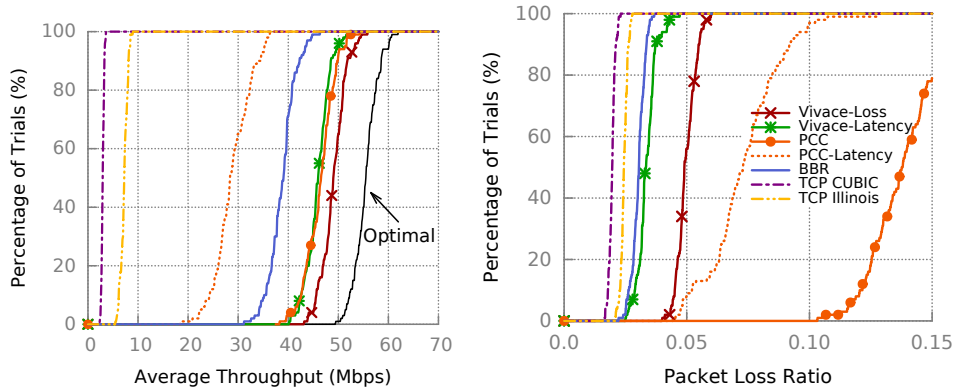 Percentage of Trials (%)
100
80
60
40
20
0
0 10 20 30 40 50 60 70
Average Throughput (Mbps)
Optimal
Percentage of Trials (%)
100
80
60
40
20
0
0.0 0.05 0.10 0.15
Packet Loss Ratio
Vivace-Loss
Vivace-Latency
PCC
PCC-Latency
BBR
TCP CUBIC
TCP Illinois